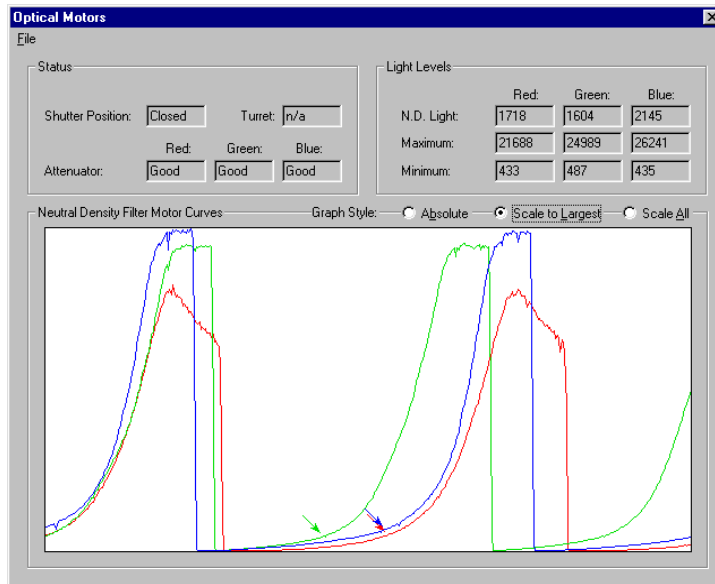 Optical Motors
File
Status
Shutter Position: Closed Turret: n/a
Red: Green: Blue:
Attenuator: Good Good Good
Light Levels
Red: Green: Blue:
N.D. Light: 1718 1604 2145
Maximum: 21688 24989 26241
Minimum: 433 487 435
Neutral Density Filter Motor Curves Graph Style: Absolute Scale to Largest Scale All